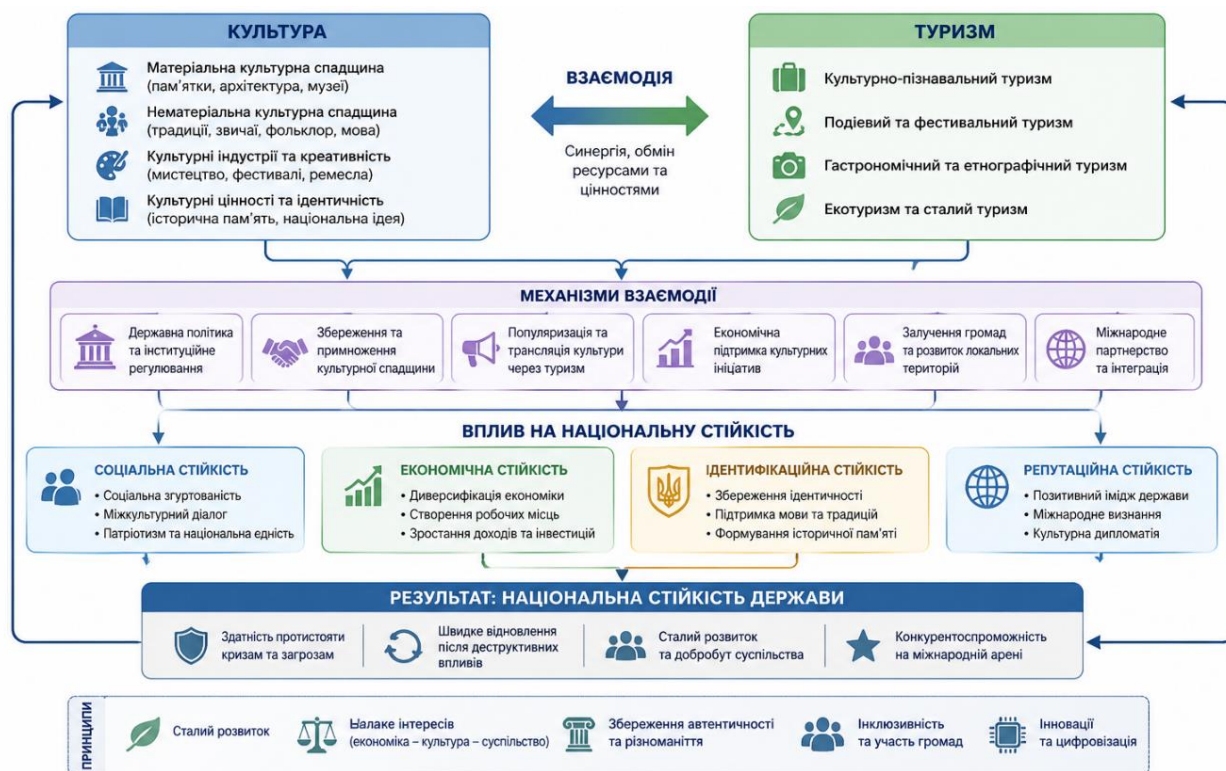 КУЛЬТУРА
Матеріальна культурна спадщина
(пам’ятки, архітектура, музеї)
Нематеріальна культурна спадщина
(традиції, звичаї, фольклор, мова)
Культурні індустрії та креативність
(мистецтво, фестивалі, ремесла)
Культурні цінності та ідентичність
(історична пам’ять, національна ідея)
ВЗАЄМОДІЯ
Синергія, обмін
ресурсами та
цінностями
ТУРИЗМ
Культурно-пізнавальний туризм
Подієвий та фестивальний туризм
Гастрономічний та етнографічний туризм
Екотуризм та сталий туризм
МЕХАНІЗМИ ВЗАЄМОДІЇ
Державна політика
та інституційне
регулювання
Збереження та
примноження
культурної спадщини
Популяризація та
трансляція культури
через туризм
Економічна
підтримка культурних
ініціатив
Залучення громад
та розвиток локальних
територій
Міжнародне
партнерство
та інтеграція
ВПЛИВ НА НАЦІОНАЛЬНУ СТІЙКІСТЬ
СОЦІАЛЬНА СТІЙКІСТЬ
• Соціальна згуртованість
• Міжкультурний діалог
• Патріотизм та національна єдність
ЕКОНОМІЧНА СТІЙКІСТЬ
• Диверсифікація економіки
• Створення робочих місць
• Зростання доходів та інвестицій
ІДЕНТИФІКАЦІЙНА СТІЙКІСТЬ
• Збереження ідентичності
• Підтримка мови та традицій
• Формування історичної пам’яті
РЕПУТАЦІЙНА СТІЙКІСТЬ
• Позитивний імідж держави
• Міжнародне визнання
• Культурна дипломатія
РЕЗУЛЬТАТ: НАЦІОНАЛЬНА СТІЙКІСТЬ ДЕРЖАВИ
Здатність протистояти
кризам та загрозам
Швидке відновлення
після деструктивних
впливів
Сталий розвиток
та добробут суспільства
Конкурентоспроможність
на міжнародній арені
ПРИНЦИПИ
Сталий розвиток
інтересів
(економіка – культура – суспільство)
Збереження автентичності
та різноманіття
Інклюзивність
та участь громад
Інновації
та цифровізація